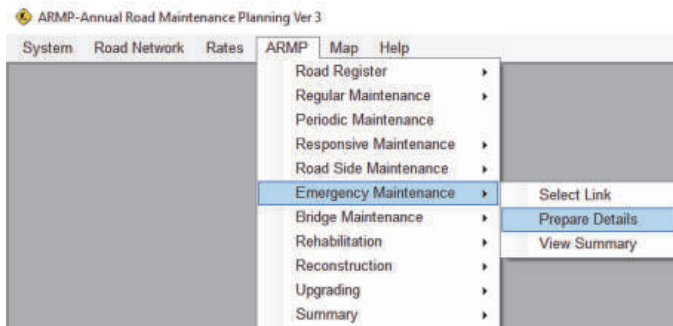 ARMP-Annual Road Maintenance Planning Ver 3
System Road Network Rates ARMP Map Help
Road Register
Regular Maintenance
Periodic Maintenance
Responsive Maintenance
Road Side Maintenance
Emergency Maintenance Select Link
Bridge Maintenance Prepare Details
Rehabilitation View Summary
Reconstruction
Upgrading
Summary